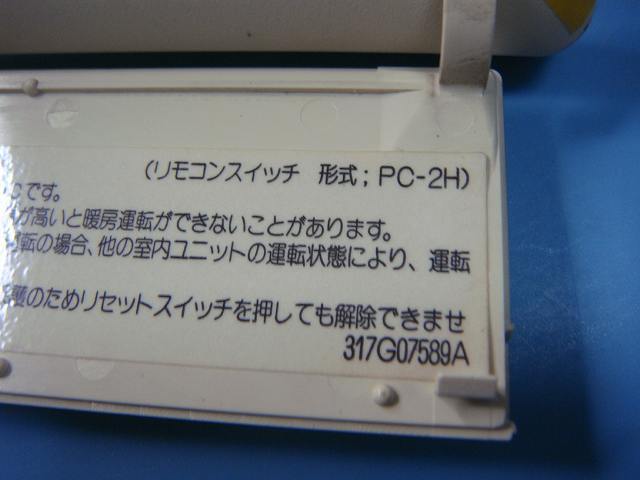 (リモコンスイッチ 形式; PC-2H)
Cです。
が高いと暖房運転ができないことがあります。
転の場合、他の室内ユニットの運転状態により、運転
護のためリセットスイッチを押しても解除できませ
317G07589A